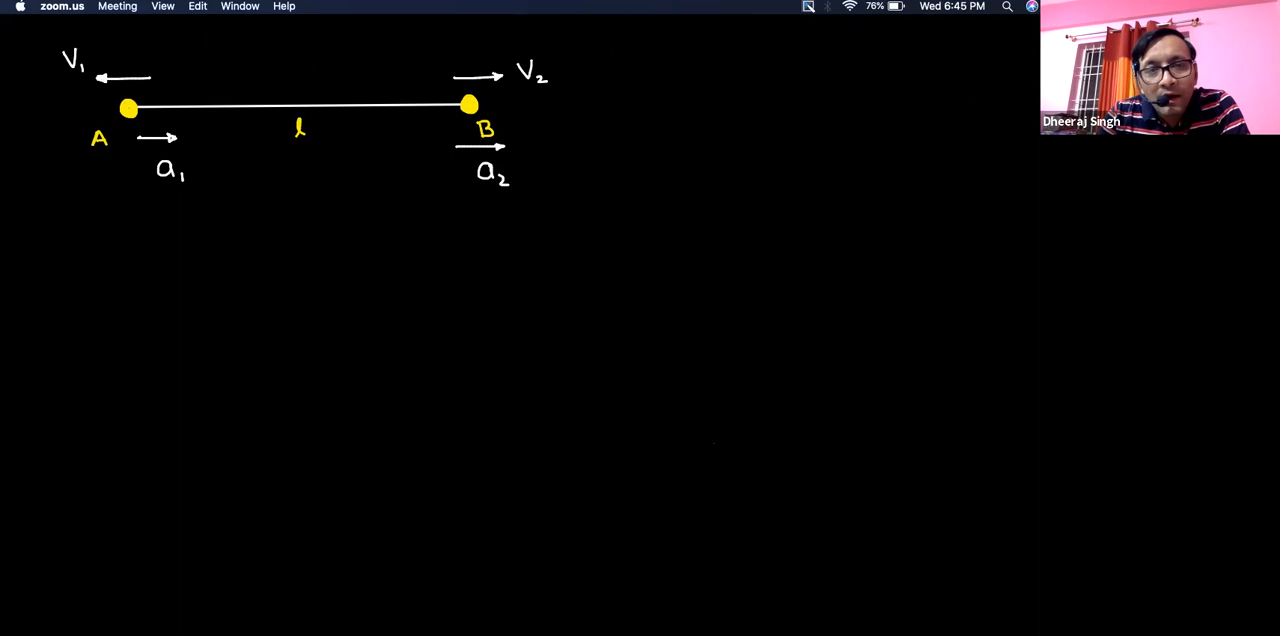 zoom.us Meeting View Edit Window Help 76% Wed 6:45 PM
V₁ V₂
l
A B
a₁ a₂
Dheeraj Singh